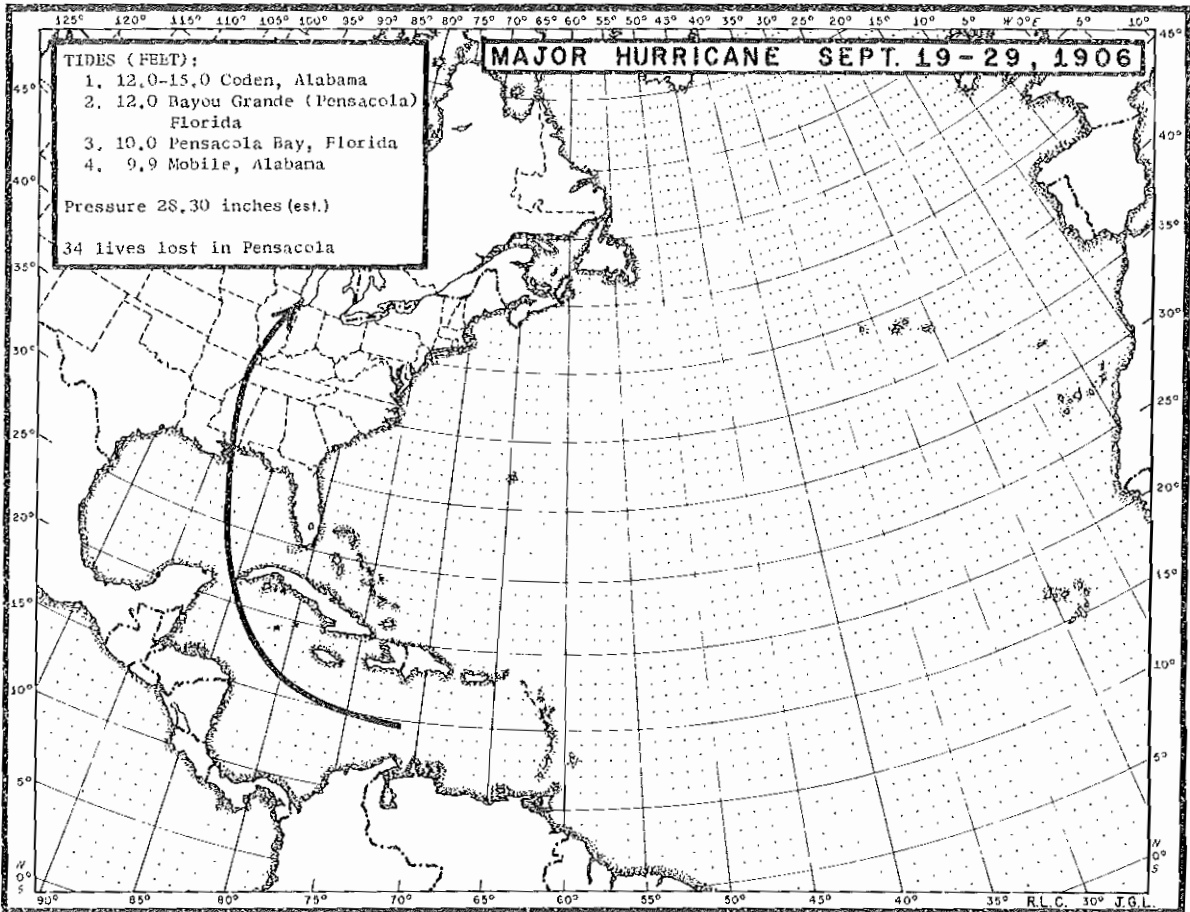 125° 120° 115° 110° 105° 100° 95° 90° 85° 80° 75° 70° 65° 60° 55° 50° 45° 40° 35° 30° 25° 20° 15° 10° 5° W 0° E 5° 10°
MAJOR HURRICANE SEPT. 19-29, 1906
TIDES (FEET):
1. 12.0-15.0 Coden, Alabama
2. 12.0 Bayou Grande (Pensacola)
Florida
3. 10.0 Pensacola Bay, Florida
4. 9.9 Mobile, Alabama
Pressure 28.30 inches (est.)
34 lives lost in Pensacola
45° 45°
40° 40°
35° 35°
30° 30°
25° 25°
20° 20°
15° 15°
10° 10°
5° 5°
N N
0° 0°
S S
90° 85° 80° 75° 70° 65° 60° 55° 50° 45° 40° 35° R.L.C. 30° J.G.L.